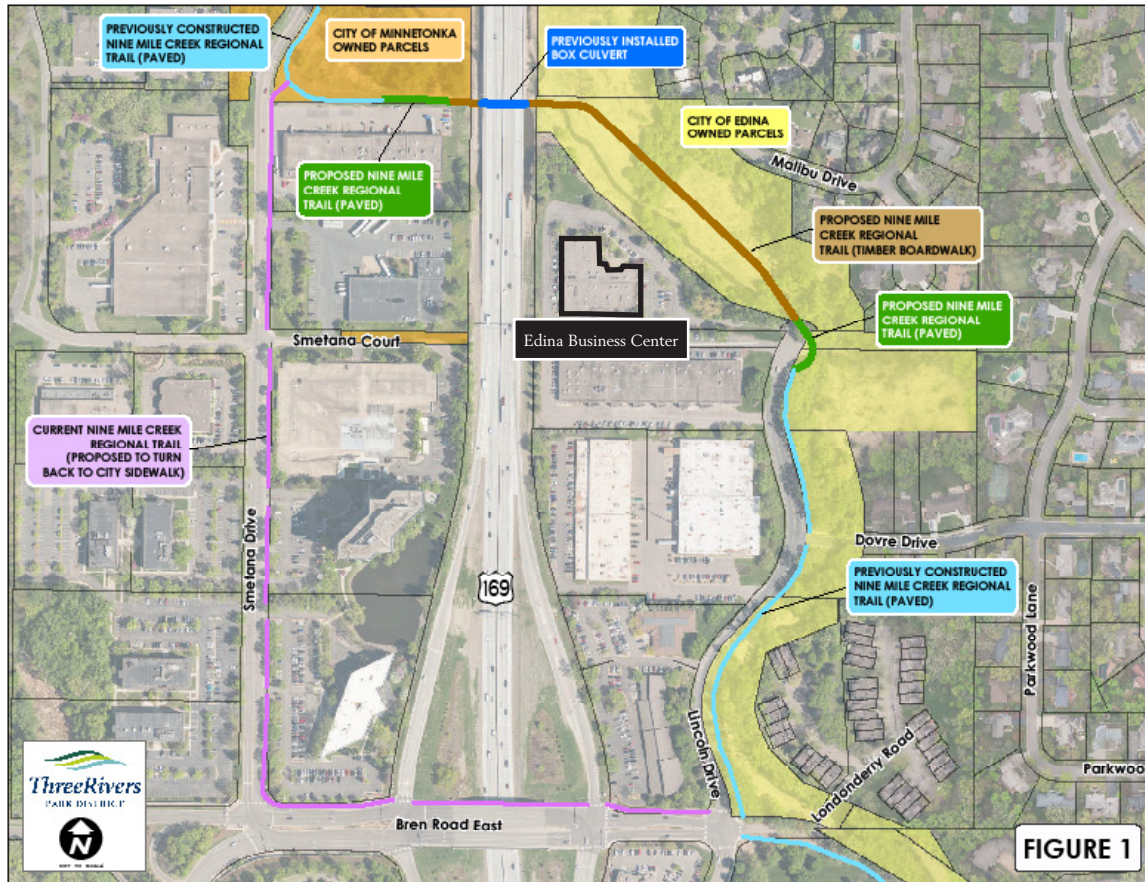 PREVIOUSLY CONSTRUCTED
NINE MILE CREEK REGIONAL
TRAIL (PAVED)
CITY OF MINNETONKA
OWNED PARCELS
PREVIOUSLY INSTALLED
BOX CULVERT
CITY OF EDINA
OWNED PARCELS
Malibu Drive
PROPOSED NINE MILE
CREEK REGIONAL
TRAIL (PAVED)
PROPOSED NINE MILE
CREEK REGIONAL
TRAIL (TIMBER BOARDWALK)
PROPOSED NINE MILE
CREEK REGIONAL
TRAIL (PAVED)
Smetana Court
Edina Business Center
CURRENT NINE MILE CREEK
REGIONAL TRAIL
(PROPOSED TO TURN
BACK TO CITY SIDEWALK)
Smetana Drive
169
Dovre Drive
PREVIOUSLY CONSTRUCTED
NINE MILE CREEK REGIONAL
TRAIL (PAVED)
Parkwood Lane
Lincoln Drive
Londonderry Road
Parkwoo
ThreeRivers
PARK DISTRICT
N
NOT TO SCALE
Bren Road East
FIGURE 1